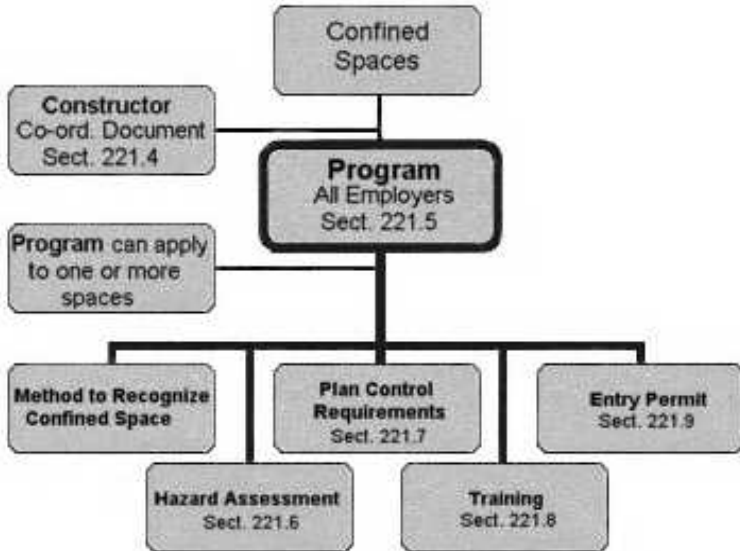 Confined
Spaces
Constructor
Co-ord. Document
Sect. 221.4
Program
All Employers
Sect. 221.5
Program can apply
to one or more
spaces
Method to Recognize
Confined Space
Plan Control
Requirements
Sect. 221.7
Entry Permit
Sect. 221.9
Hazard Assessment
Sect. 221.6
Training
Sect. 221.8